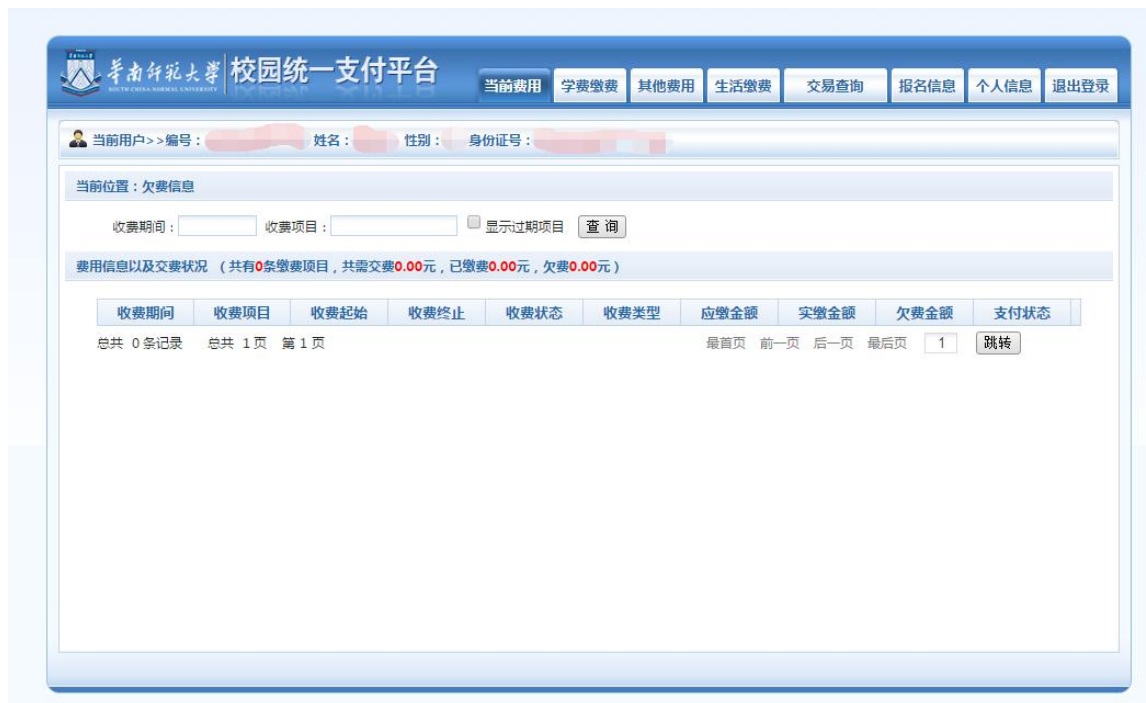 華南師範大學 校园统一支付平台
SOUTH CHINA NORMAL UNIVERSITY
当前费用 学费缴费 其他费用 生活缴费 交易查询 报名信息 个人信息 退出登录
当前用户>>编号： 姓名： 性别： 身份证号：
当前位置：欠费信息
收费期间： 收费项目： 显示过期项目 查 询
费用信息以及交费状况 （共有0条缴费项目，共需交费0.00元，已缴费0.00元，欠费0.00元）
收费期间 收费项目 收费起始 收费终止 收费状态 收费类型 应缴金额 实缴金额 欠费金额 支付状态
总共 0 条记录 总共 1 页 第 1 页 最首页 前一页 后一页 最后页 1 跳转